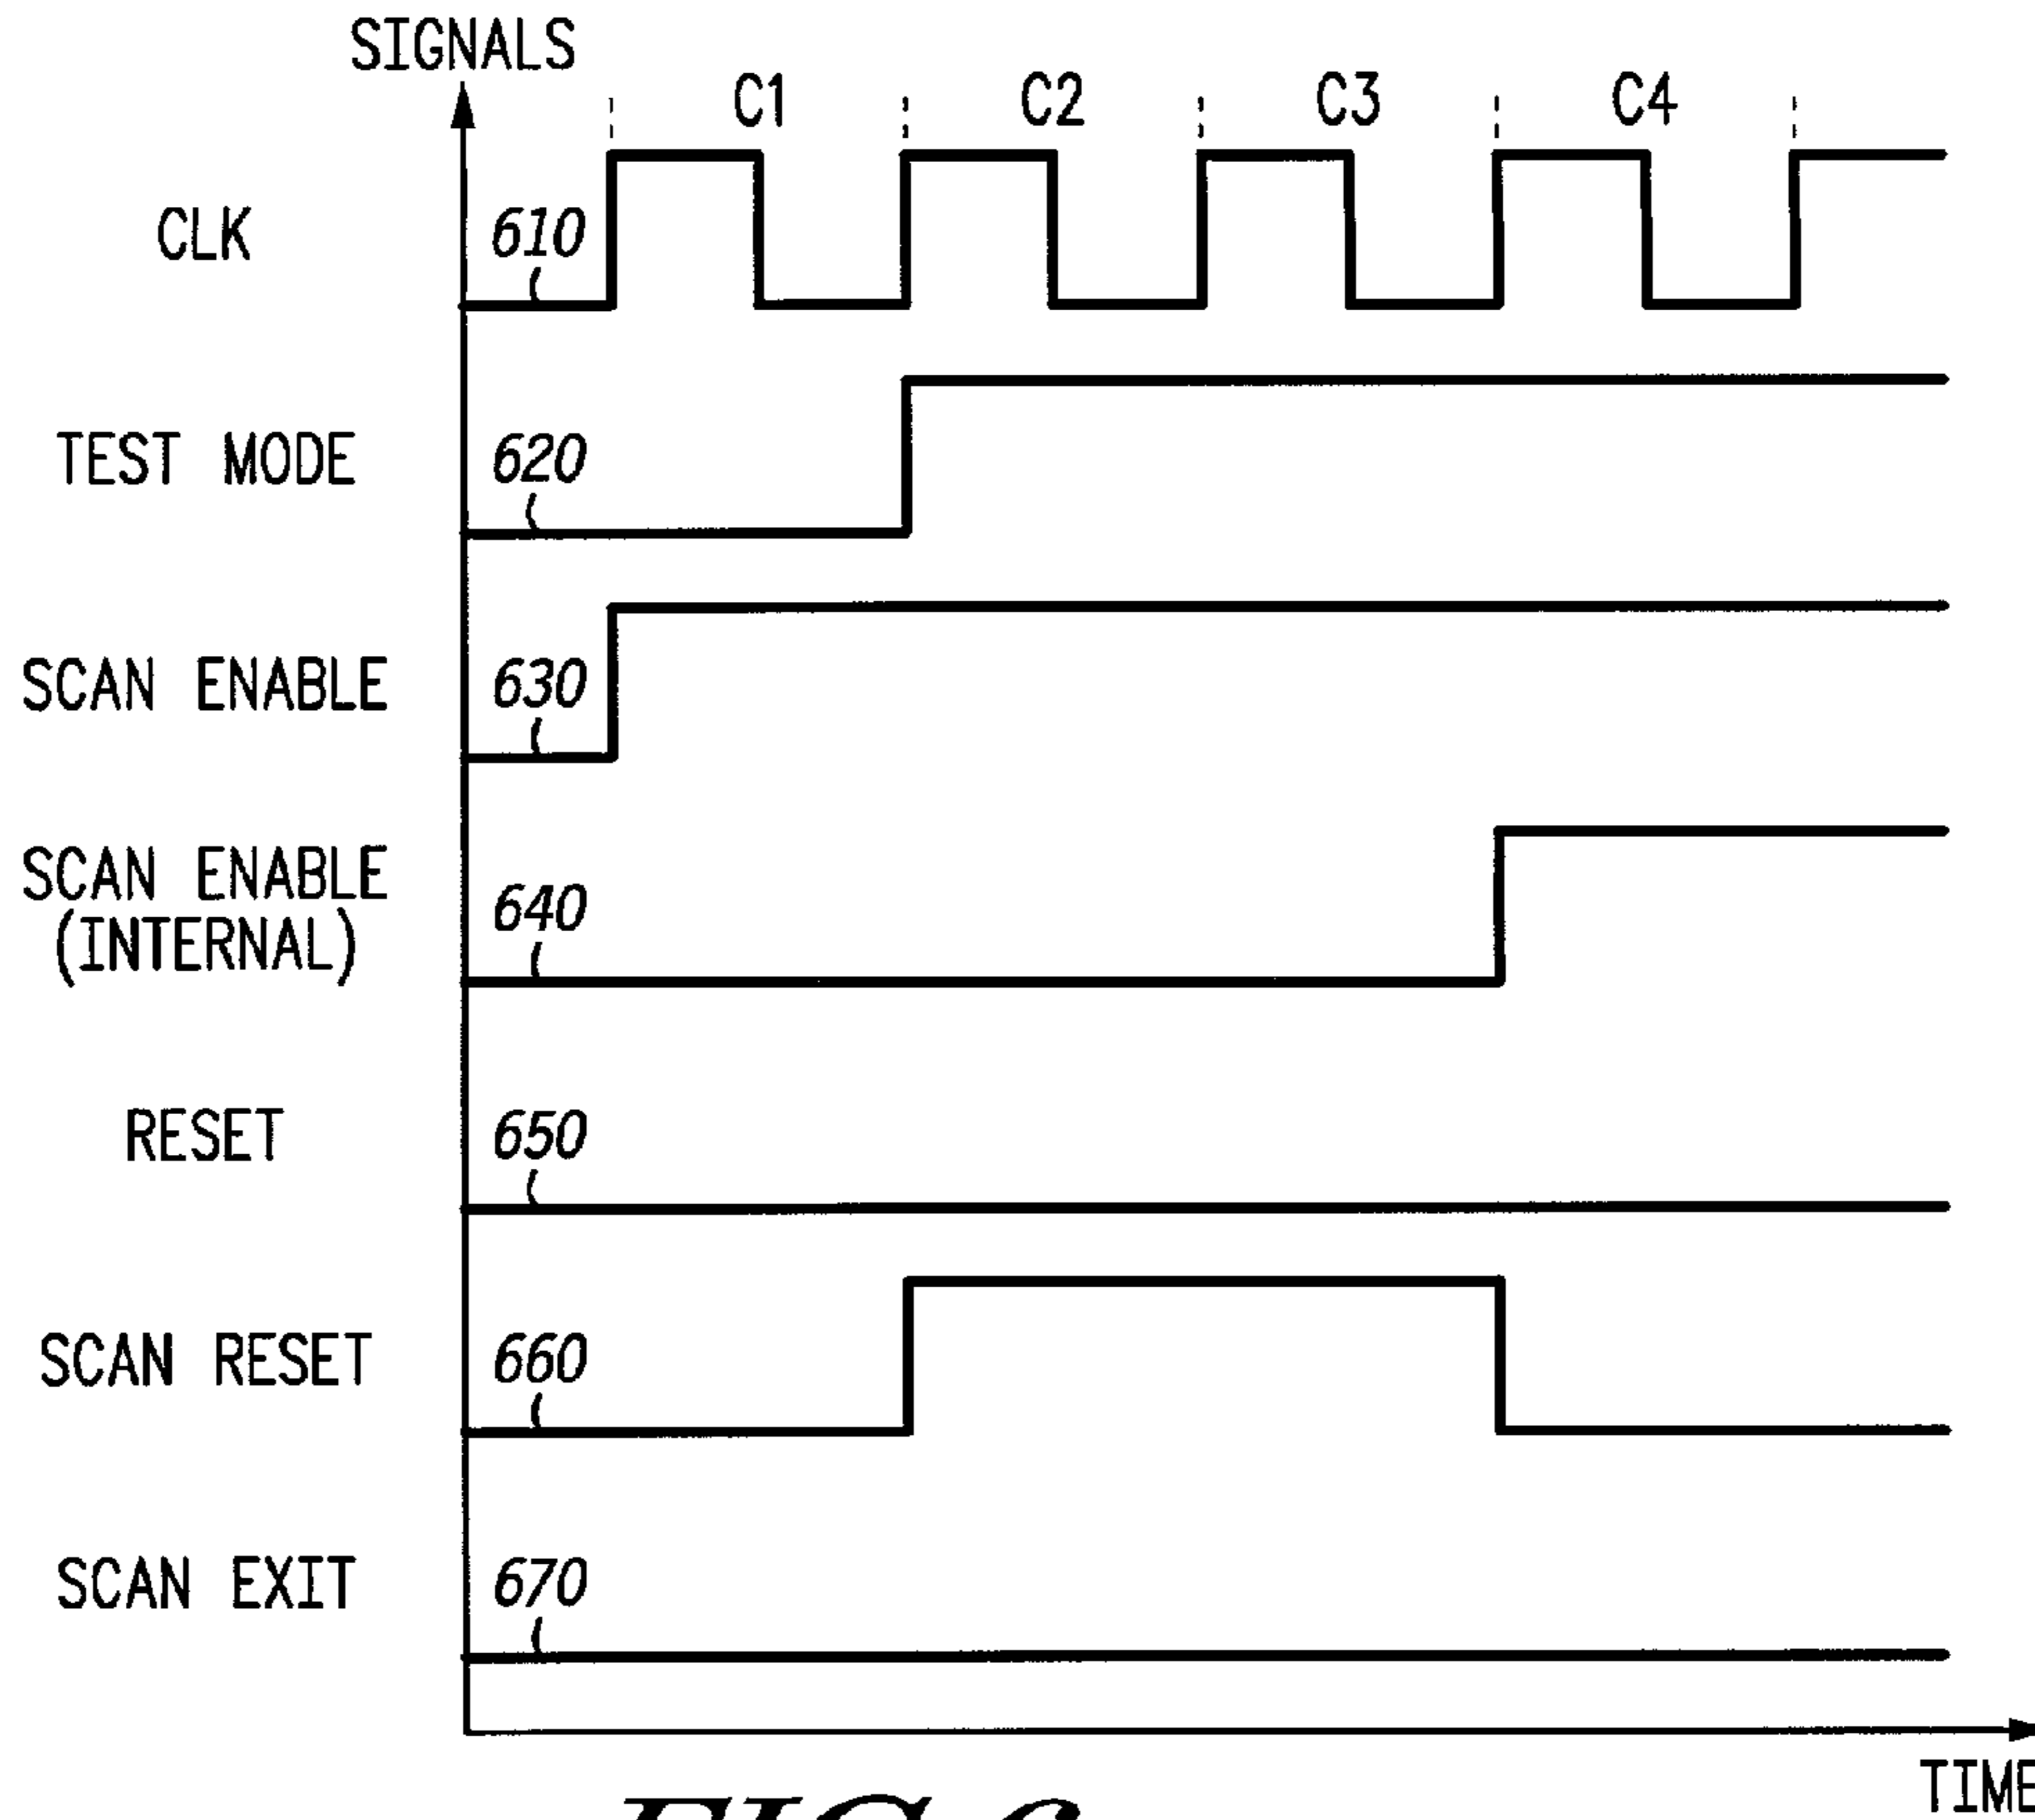 SIGNALS
C1 C2 C3 C4
CLK 610
TEST MODE 620
SCAN ENABLE 630
SCAN ENABLE
(INTERNAL) 640
RESET 650
SCAN RESET 660
SCAN EXIT 670
TIME